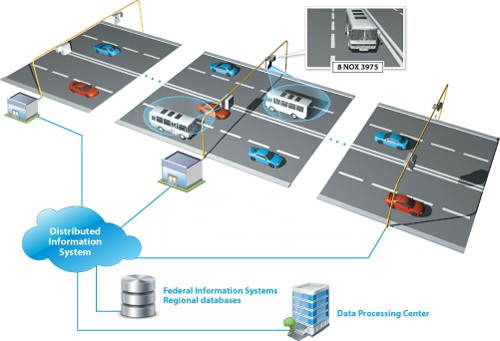 8 NOX 3975
Distributed
Information
System
Federal Information Systems
Regional databases
Data Processing Center